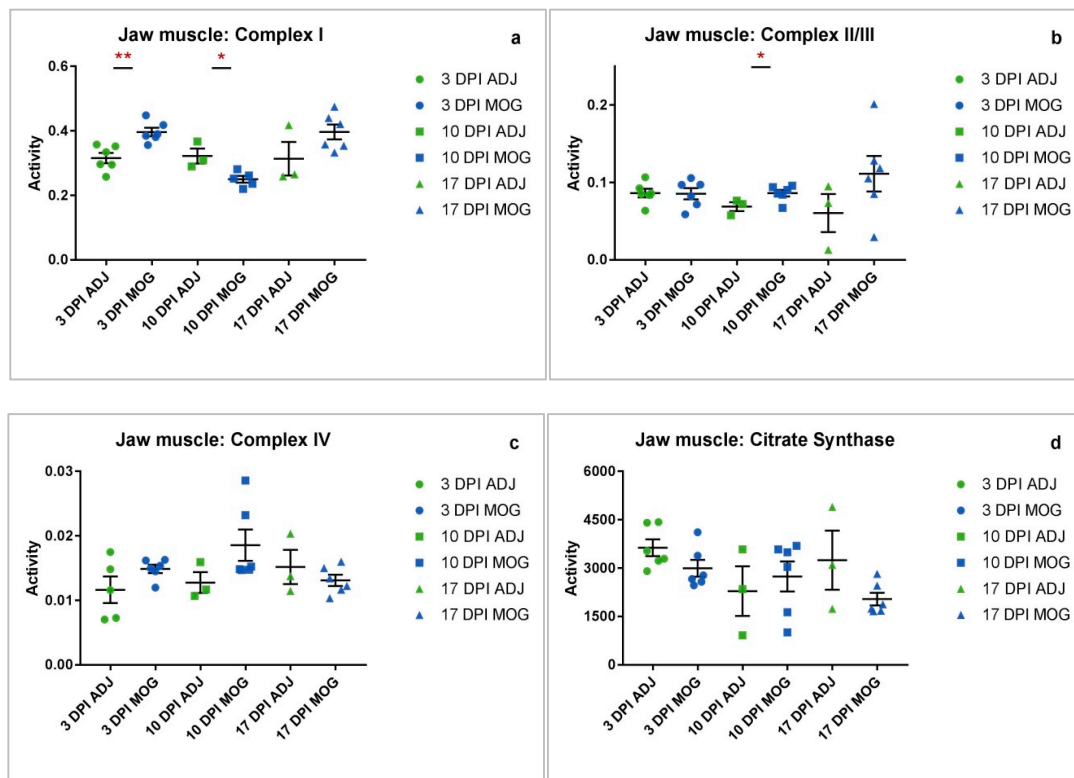 Jaw muscle: Complex I
a
**
*
0.6
0.4
0.2
0.0
Activity
3 DPI ADJ
3 DPI MOG
10 DPI ADJ
10 DPI MOG
17 DPI ADJ
17 DPI MOG
3 DPI ADJ
3 DPI MOG
10 DPI ADJ
10 DPI MOG
17 DPI ADJ
17 DPI MOG
Jaw muscle: Complex II/III
b
*
0.2
0.1
0.0
Activity
3 DPI ADJ
3 DPI MOG
10 DPI ADJ
10 DPI MOG
17 DPI ADJ
17 DPI MOG
3 DPI ADJ
3 DPI MOG
10 DPI ADJ
10 DPI MOG
17 DPI ADJ
17 DPI MOG
Jaw muscle: Complex IV
c
0.03
0.02
0.01
0.00
Activity
3 DPI ADJ
3 DPI MOG
10 DPI ADJ
10 DPI MOG
17 DPI ADJ
17 DPI MOG
3 DPI ADJ
3 DPI MOG
10 DPI ADJ
10 DPI MOG
17 DPI ADJ
17 DPI MOG
Jaw muscle: Citrate Synthase
d
6000
4500
3000
1500
0
Activity
3 DPI ADJ
3 DPI MOG
10 DPI ADJ
10 DPI MOG
17 DPI ADJ
17 DPI MOG
3 DPI ADJ
3 DPI MOG
10 DPI ADJ
10 DPI MOG
17 DPI ADJ
17 DPI MOG